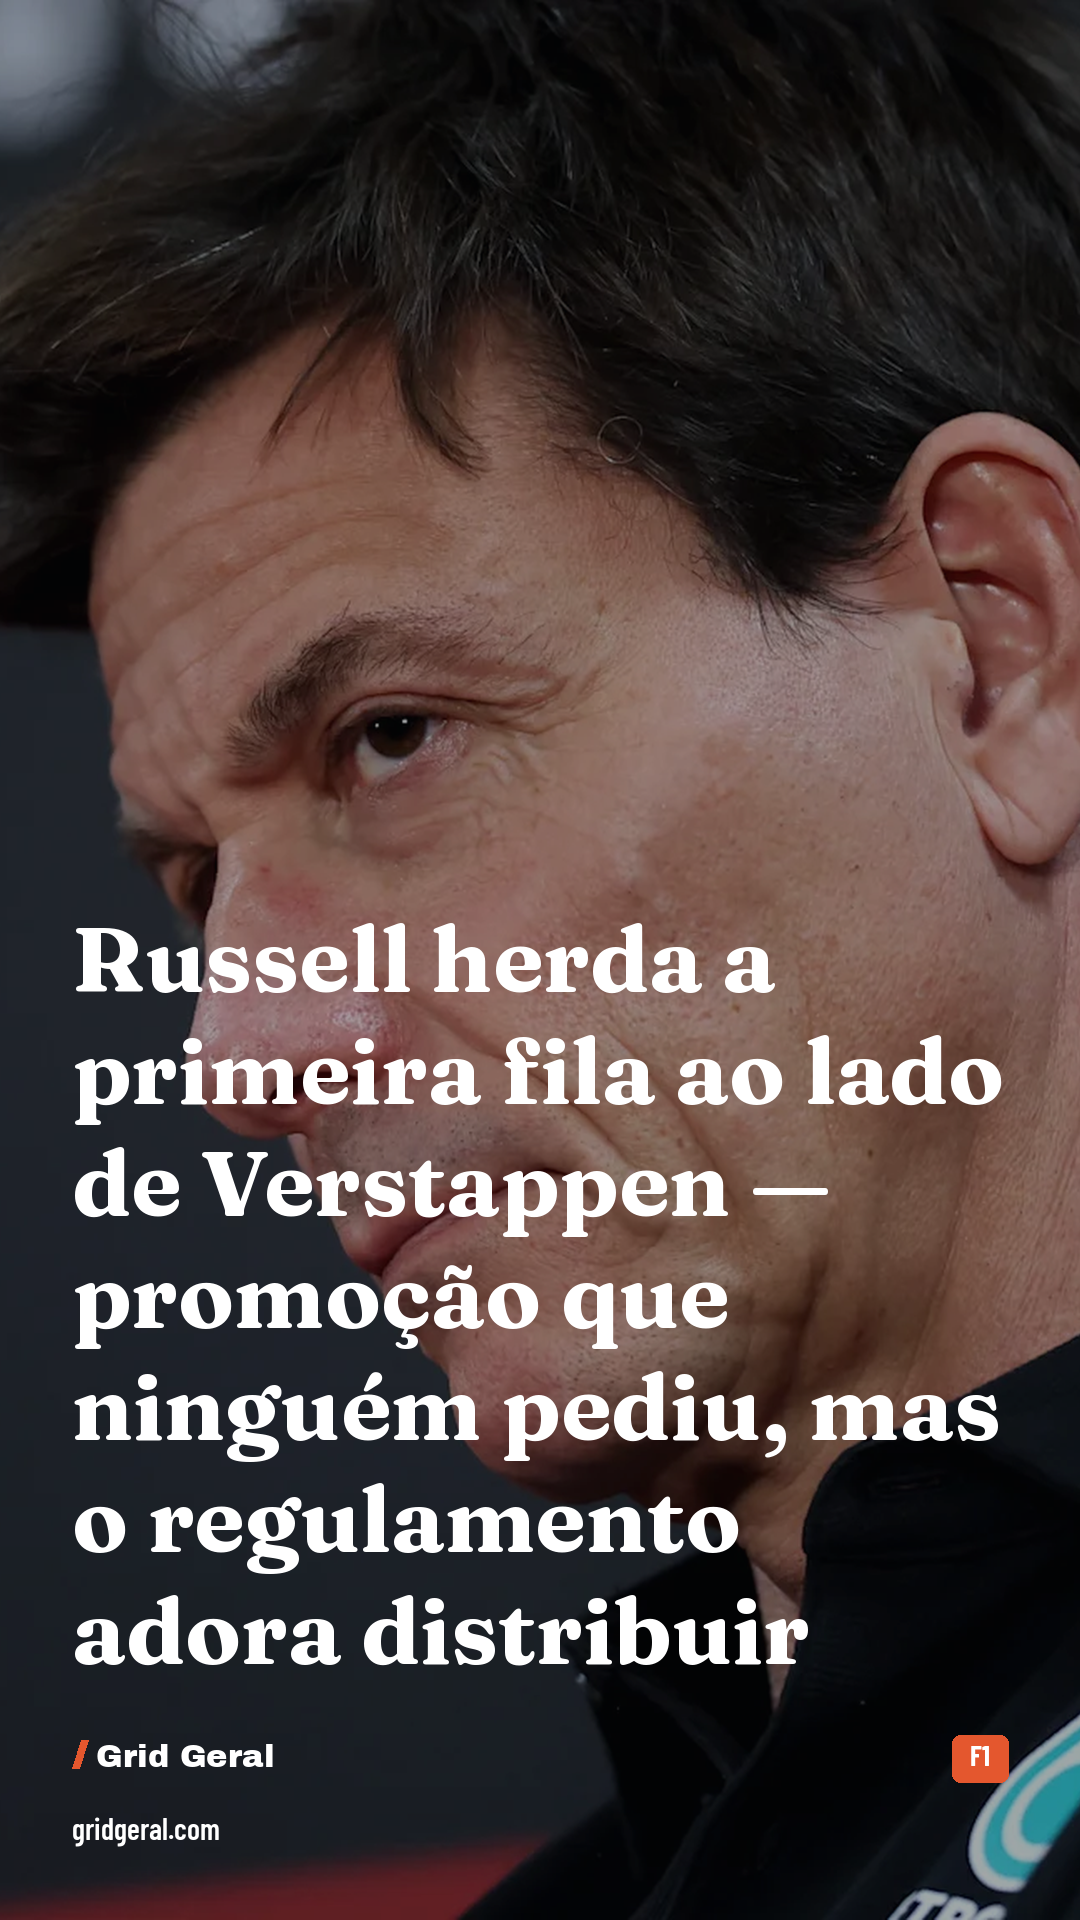 Russell herda a
primeira fila ao lado
de Verstappen —
promoção que
ninguém pediu, mas
o regulamento
adora distribuir
/ Grid Geral
F1
gridgeral.com